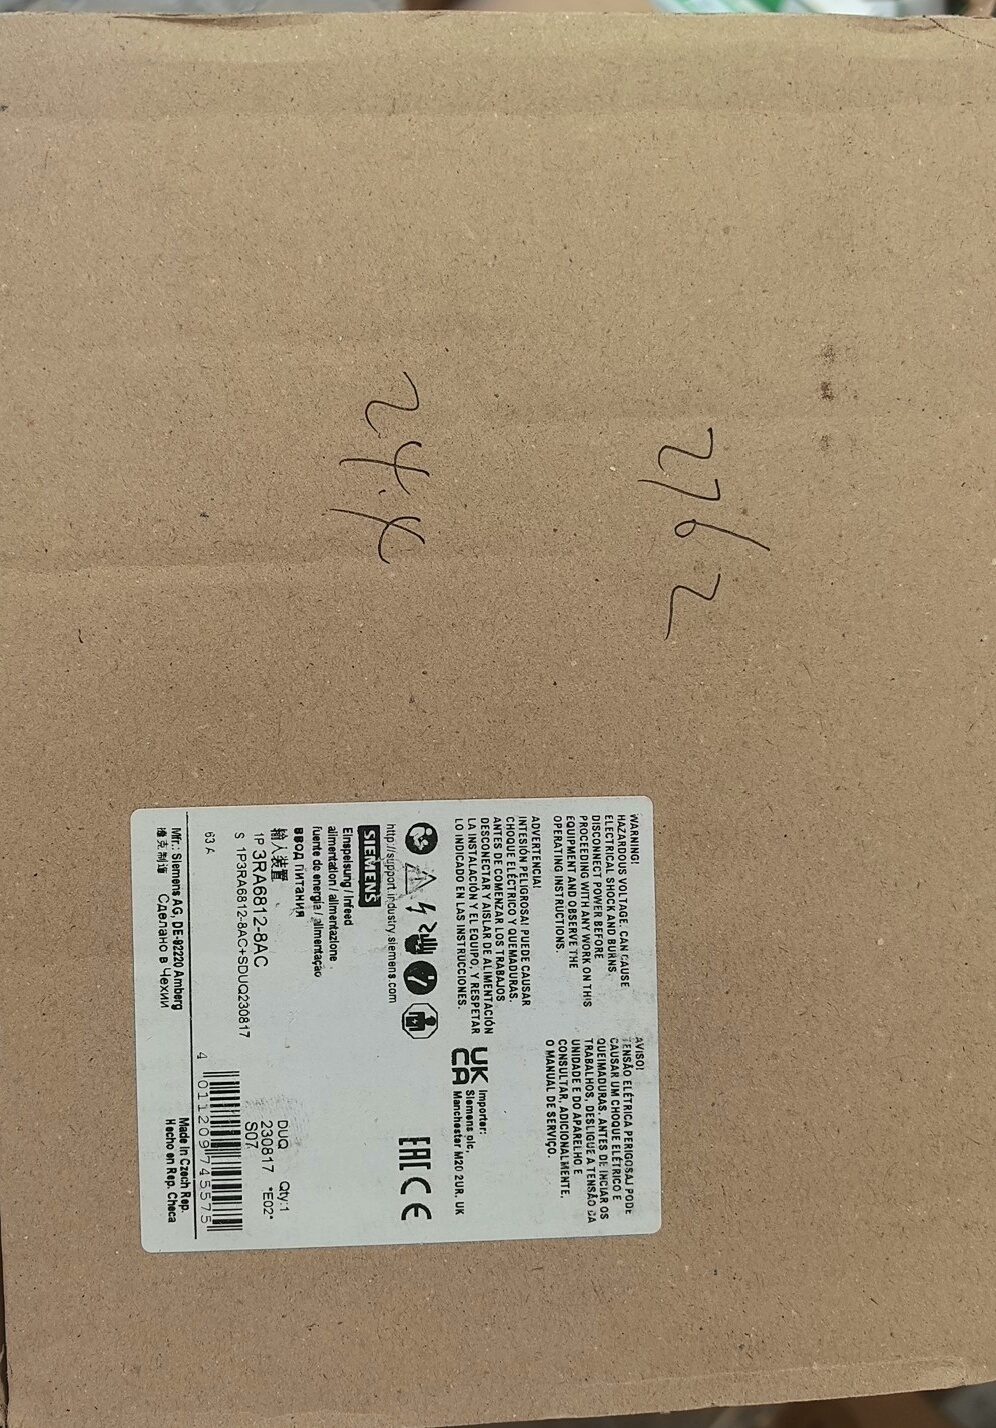 2762
24.X
WARNING!
HAZARDOUS VOLTAGE. CAN CAUSE
ELECTRICAL SHOCK AND BURNS.
DISCONNECT POWER BEFORE
PROCEEDING WITH ANY WORK ON THIS
EQUIPMENT AND OBSERVE THE
OPERATING INSTRUCTIONS.
AVISO!
TENSÃO ELÉTRICA PERIGOSA! PODE
CAUSAR UM CHOQUE ELÉTRICO E
QUEIMADURAS. ANTES DE INICIAR OS
TRABALHOS, DESLIGUE A TENSÃO DA
UNIDADE E DO APARELHO E
CONSULTAR, ADICIONALMENTE,
O MANUAL DE SERVIÇO.
ADVERTENCIA!
INTESIÓN PELIGROSA! PUEDE CAUSAR
CHOQUE ELÉCTRICO Y QUEMADURAS.
ANTES DE COMENZAR LOS TRABAJOS
DESCONECTAR Y AISLAR DE ALIMENTACIÓN
LA INSTALACIÓN Y EL EQUIPO, Y RESPETAR
LO INDICADO EN LAS INSTRUCCIONES.
UK
CA
Importer:
Siemens plc,
Manchester M20 2UR, UK
EAC CE
http://support.industry.siemens.com
SIEMENS
Einspeisung / Infeed
alimentation / alimentazione
fuente de energía / alimentação
ввод питания
输入装置
1P 3RA6812-8AC
S 1P3RA6812-8AC+SDUQ230817
DUQ Qty:1
230817 *E02*
S07
63 A
4 011209 745575
Mfr.: Siemens AG, DE-92220 Amberg
捷克制造 Сделано в Чехии
Made in Czech Rep.
Hecho en Rep. Checa